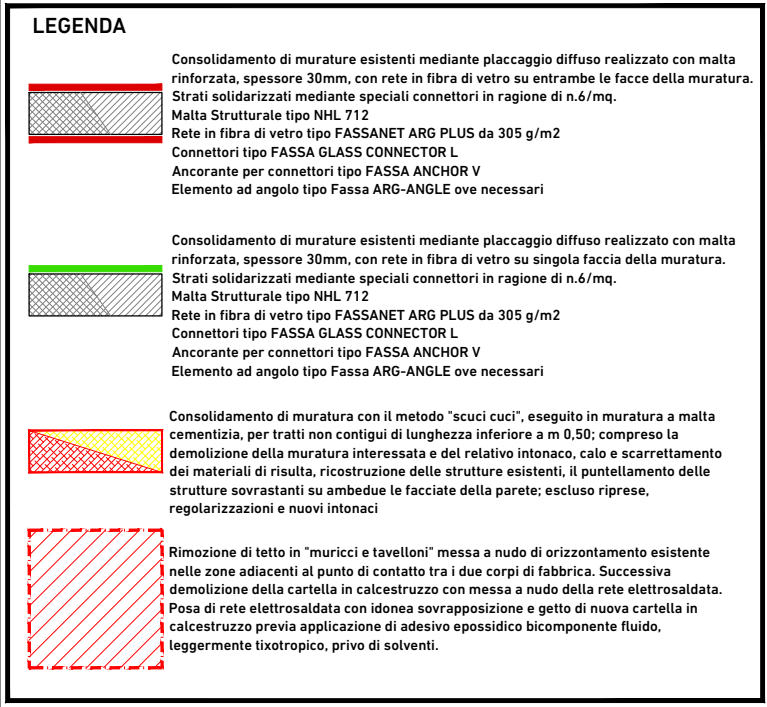 LEGENDA
Consolidamento di murature esistenti mediante placcaggio diffuso realizzato con malta
rinforzata, spessore 30mm, con rete in fibra di vetro su entrambe le facce della muratura.
Strati solidarizzati mediante speciali connettori in ragione di n.6/mq.
Malta Strutturale tipo NHL 712
Rete in fibra di vetro tipo FASSANET ARG PLUS da 305 g/m2
Connettori tipo FASSA GLASS CONNECTOR L
Ancorante per connettori tipo FASSA ANCHOR V
Elemento ad angolo tipo Fassa ARG-ANGLE ove necessari
Consolidamento di murature esistenti mediante placcaggio diffuso realizzato con malta
rinforzata, spessore 30mm, con rete in fibra di vetro su singola faccia della muratura.
Strati solidarizzati mediante speciali connettori in ragione di n.6/mq.
Malta Strutturale tipo NHL 712
Rete in fibra di vetro tipo FASSANET ARG PLUS da 305 g/m2
Connettori tipo FASSA GLASS CONNECTOR L
Ancorante per connettori tipo FASSA ANCHOR V
Elemento ad angolo tipo Fassa ARG-ANGLE ove necessari
Consolidamento di muratura con il metodo "scuci cuci", eseguito in muratura a malta
cementizia, per tratti non contigui di lunghezza inferiore a m 0,50; compreso la
demolizione della muratura interessata e del relativo intonaco, calo e scarrettamento
dei materiali di risulta, ricostruzione delle strutture esistenti, il puntellamento delle
strutture sovrastanti su ambedue le facciate della parete; escluso riprese,
regolarizzazioni e nuovi intonaci
Rimozione di tetto in "muricci e tavelloni" messa a nudo di orizzontamento esistente
nelle zone adiacenti al punto di contatto tra i due corpi di fabbrica. Successiva
demolizione della cartella in calcestruzzo con messa a nudo della rete elettrosaldata.
Posa di rete elettrosaldata con idonea sovrapposizione e getto di nuova cartella in
calcestruzzo previa applicazione di adesivo epossidico bicomponente fluido,
leggermente tixotropico, privo di solventi.